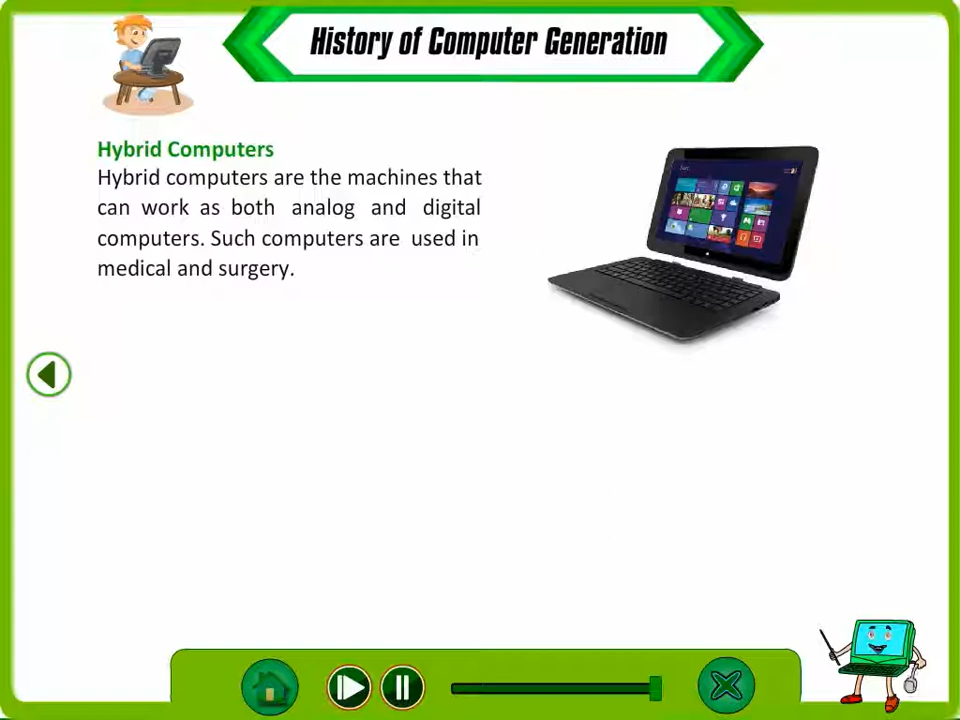 History of Computer Generation
Hybrid Computers
Hybrid computers are the machines that
can work as both analog and digital
computers. Such computers are used in
medical and surgery.